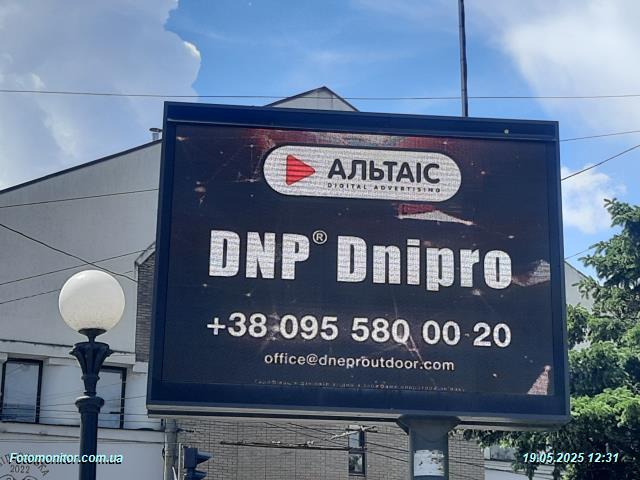 АЛЬТАІС
DIGITAL ADVERTISING
DNP® Dnipro
+38 095 580 00 20
office@dneproutdoor.com
2022
Fotomonitor.com.ua
19.05.2025 12:31